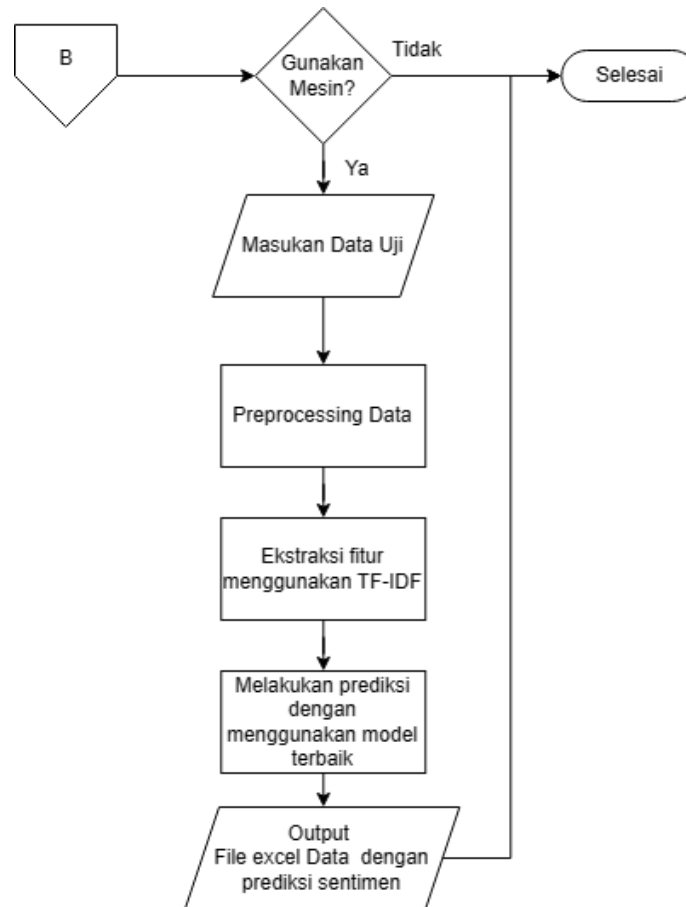 B
Gunakan
Mesin?
Tidak
Selesai
Ya
Masukan Data Uji
Preprocessing Data
Ekstraksi fitur
menggunakan TF-IDF
Melakukan prediksi
dengan
menggunakan model
terbaik
Output
File excel Data dengan
prediksi sentimen